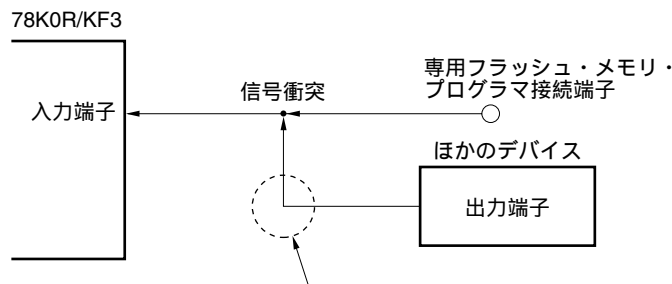 78K0R/KF3
専用フラッシュ・メモリ・
プログラマ接続端子
信号衝突
入力端子
ほかのデバイス
出力端子